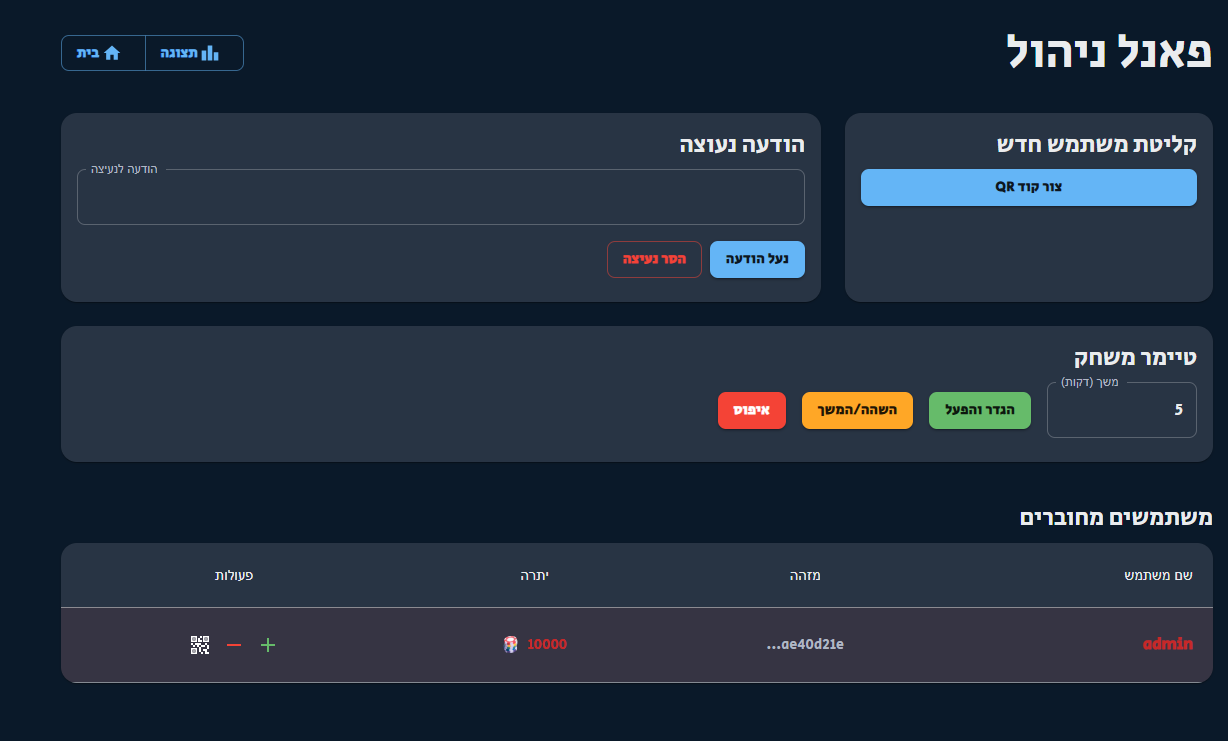 פאנל ניהול
תצוגה
בית
קליטת משתמש חדש
צור קוד QR
הודעה נעוצה
הודעה לנעיצה
נעל הודעה
הסר נעיצה
טיימר משחק
משך (דקות)
5
הגדר והפעל
השהה/המשך
איפוס
משתמשים מחוברים
שם משתמש מזהה יתרה פעולות
admin ae40d21e... 10000